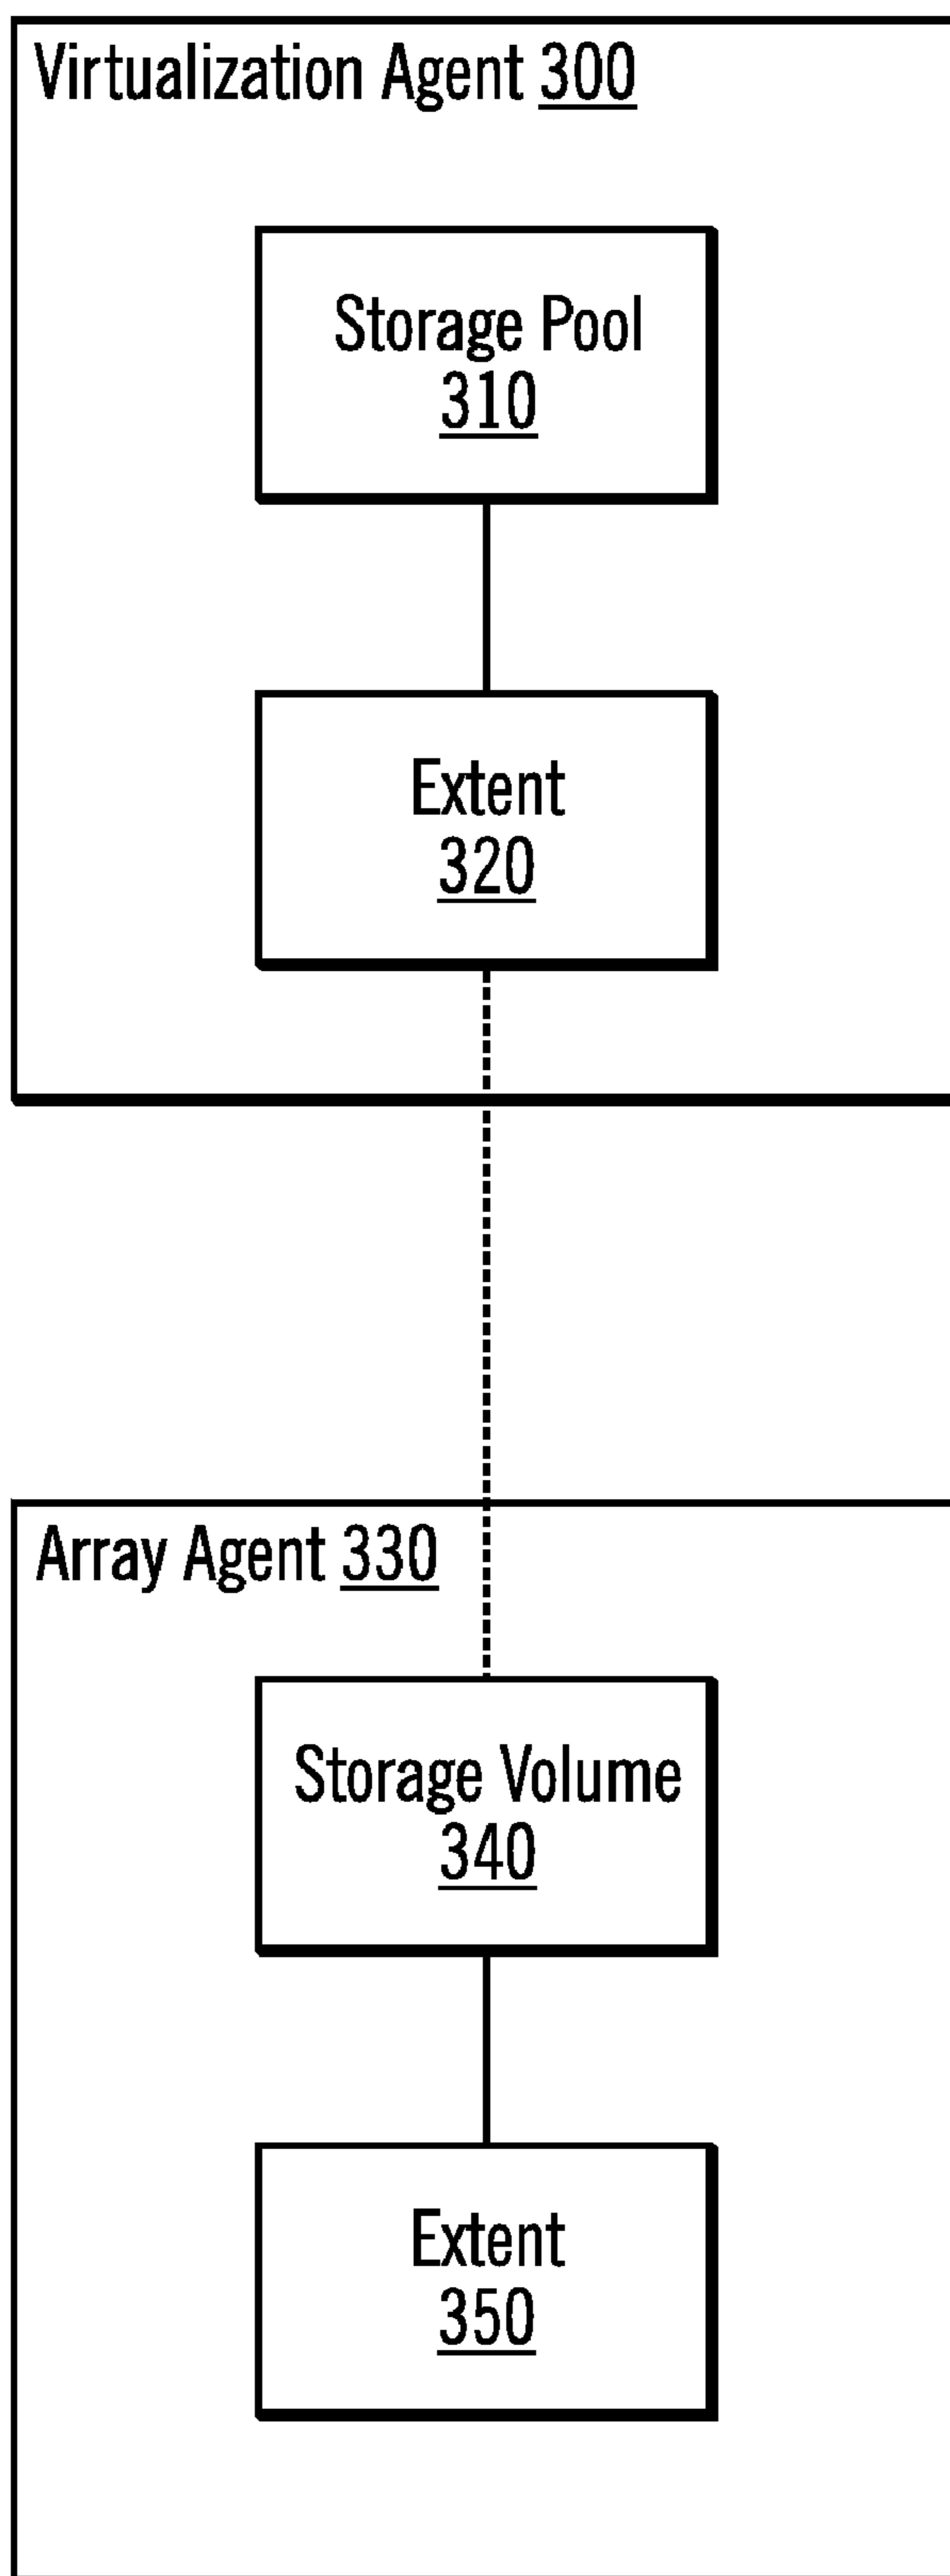 Virtualization Agent 300
Storage Pool
310
Extent
320
Array Agent 330
Storage Volume
340
Extent
350